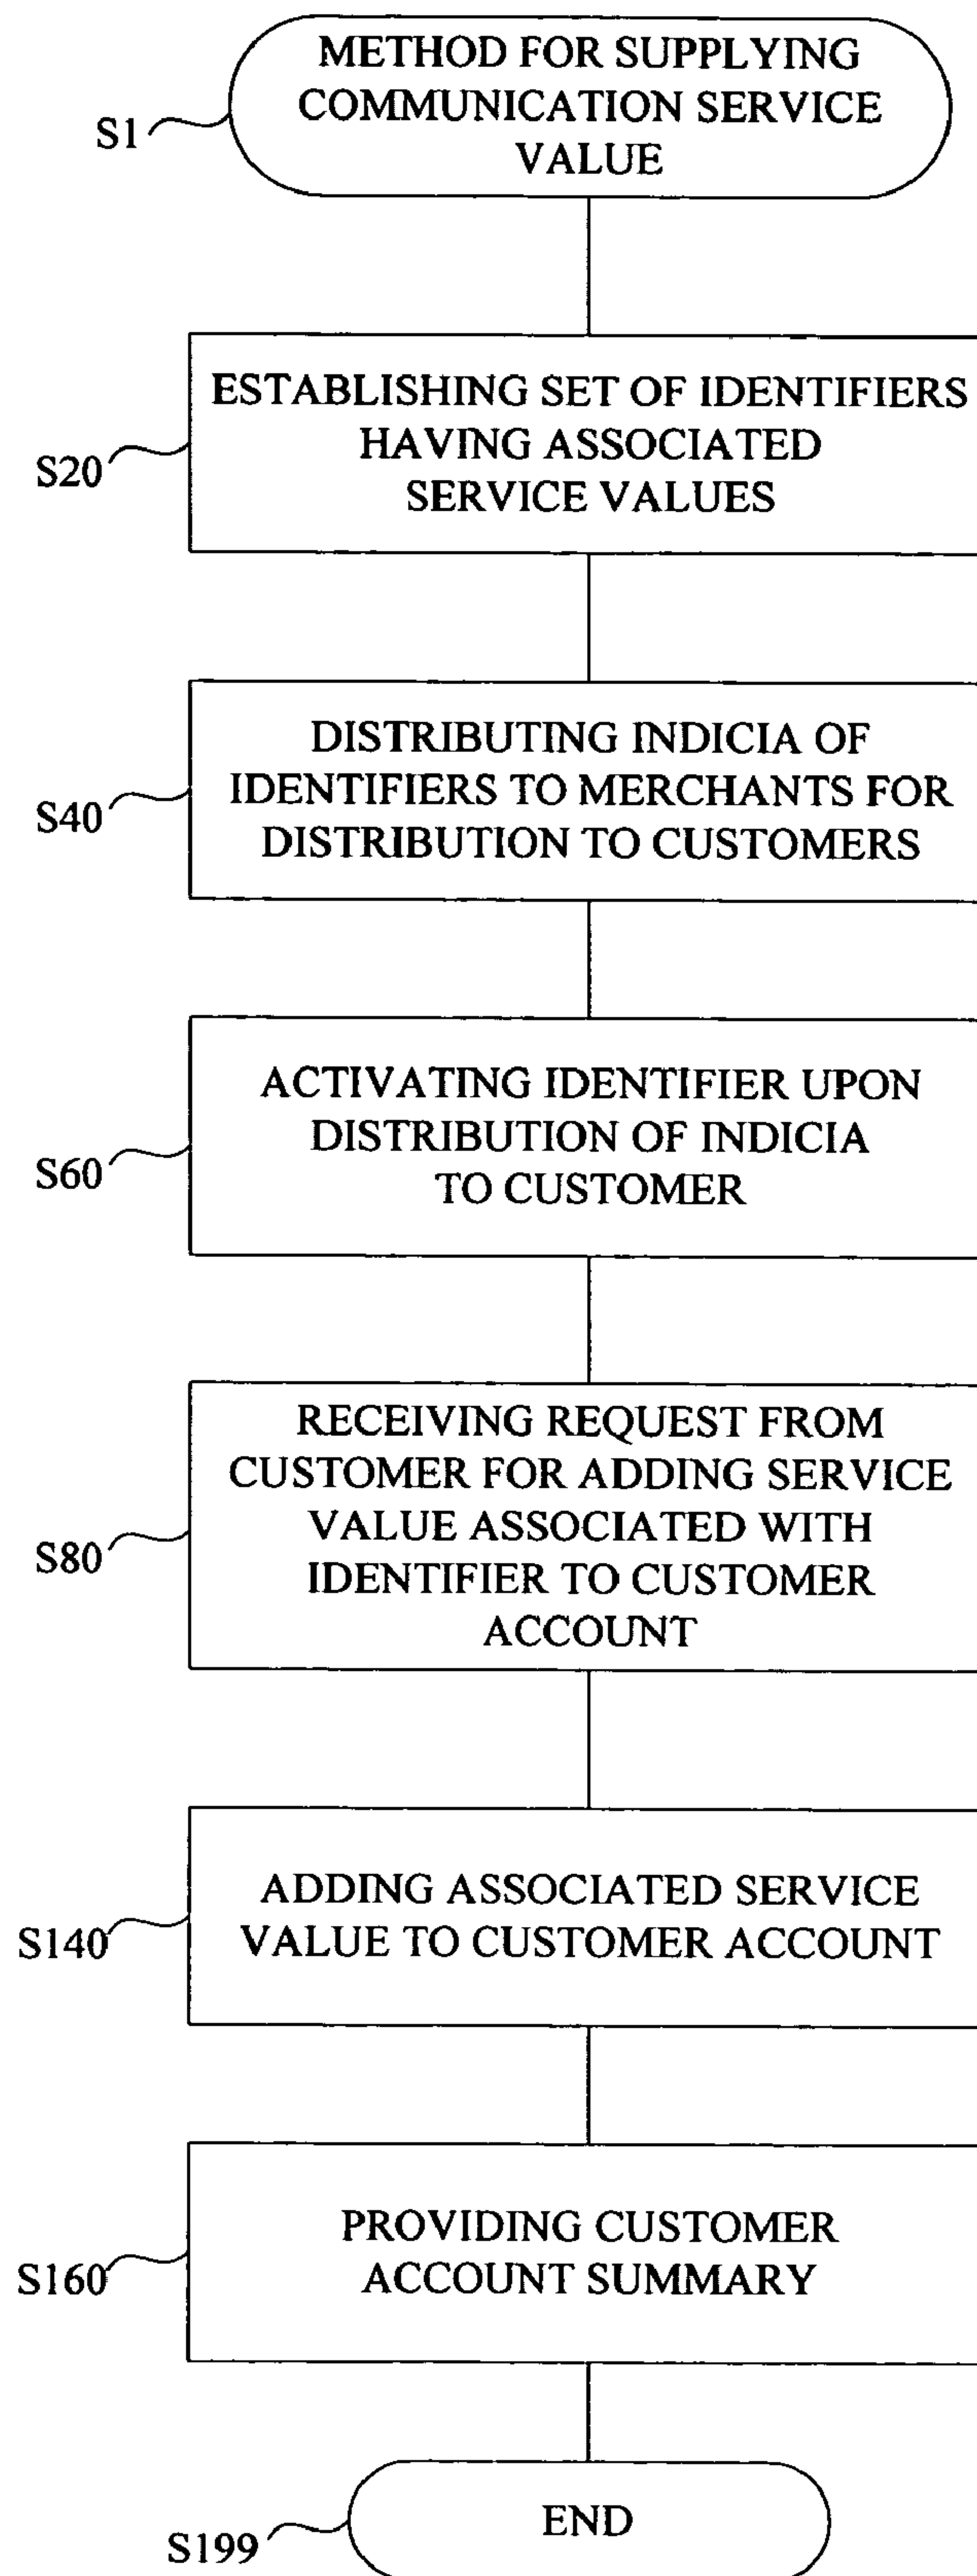 METHOD FOR SUPPLYING
COMMUNICATION SERVICE
VALUE
S1
ESTABLISHING SET OF IDENTIFIERS
HAVING ASSOCIATED
SERVICE VALUES
S20
DISTRIBUTING INDICIA OF
IDENTIFIERS TO MERCHANTS FOR
DISTRIBUTION TO CUSTOMERS
S40
ACTIVATING IDENTIFIER UPON
DISTRIBUTION OF INDICIA
TO CUSTOMER
S60
RECEIVING REQUEST FROM
CUSTOMER FOR ADDING SERVICE
VALUE ASSOCIATED WITH
IDENTIFIER TO CUSTOMER
ACCOUNT
S80
ADDING ASSOCIATED SERVICE
VALUE TO CUSTOMER ACCOUNT
S140
PROVIDING CUSTOMER
ACCOUNT SUMMARY
S160
END
S199